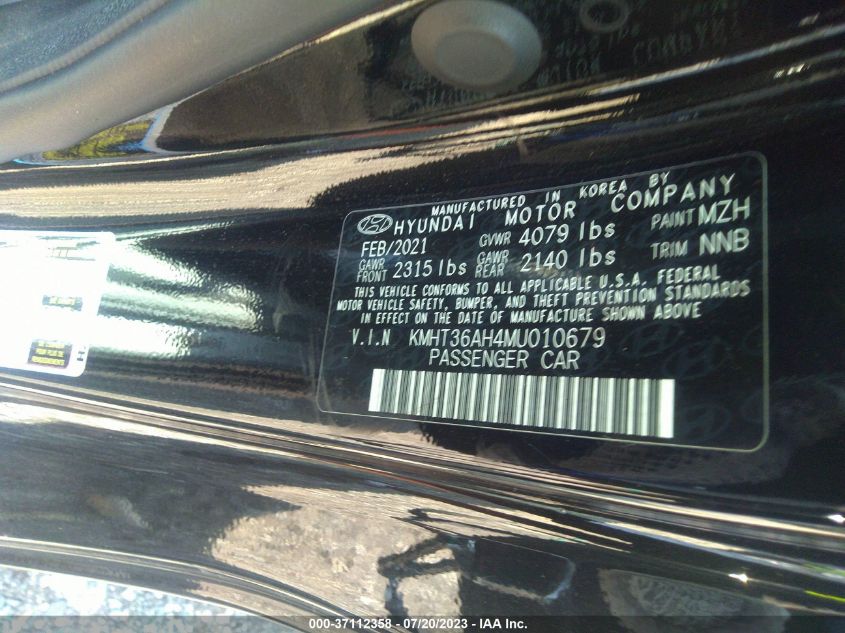 MANUFACTURED IN KOREA BY
HYUNDAI MOTOR COMPANY
FEB/2021 GVWR 4079 lbs PAINT MZH
GAWR FRONT 2315 lbs GAWR REAR 2140 lbs TRIM NNB
THIS VEHICLE CONFORMS TO ALL APPLICABLE U.S.A. FEDERAL
MOTOR VEHICLE SAFETY, BUMPER, AND THEFT PREVENTION STANDARDS
IN EFFECT ON THE DATE OF MANUFACTURE SHOWN ABOVE
V.I.N KMHT36AH4MU010679
PASSENGER CAR
000-37112358 - 07/20/2023 - IAA Inc.